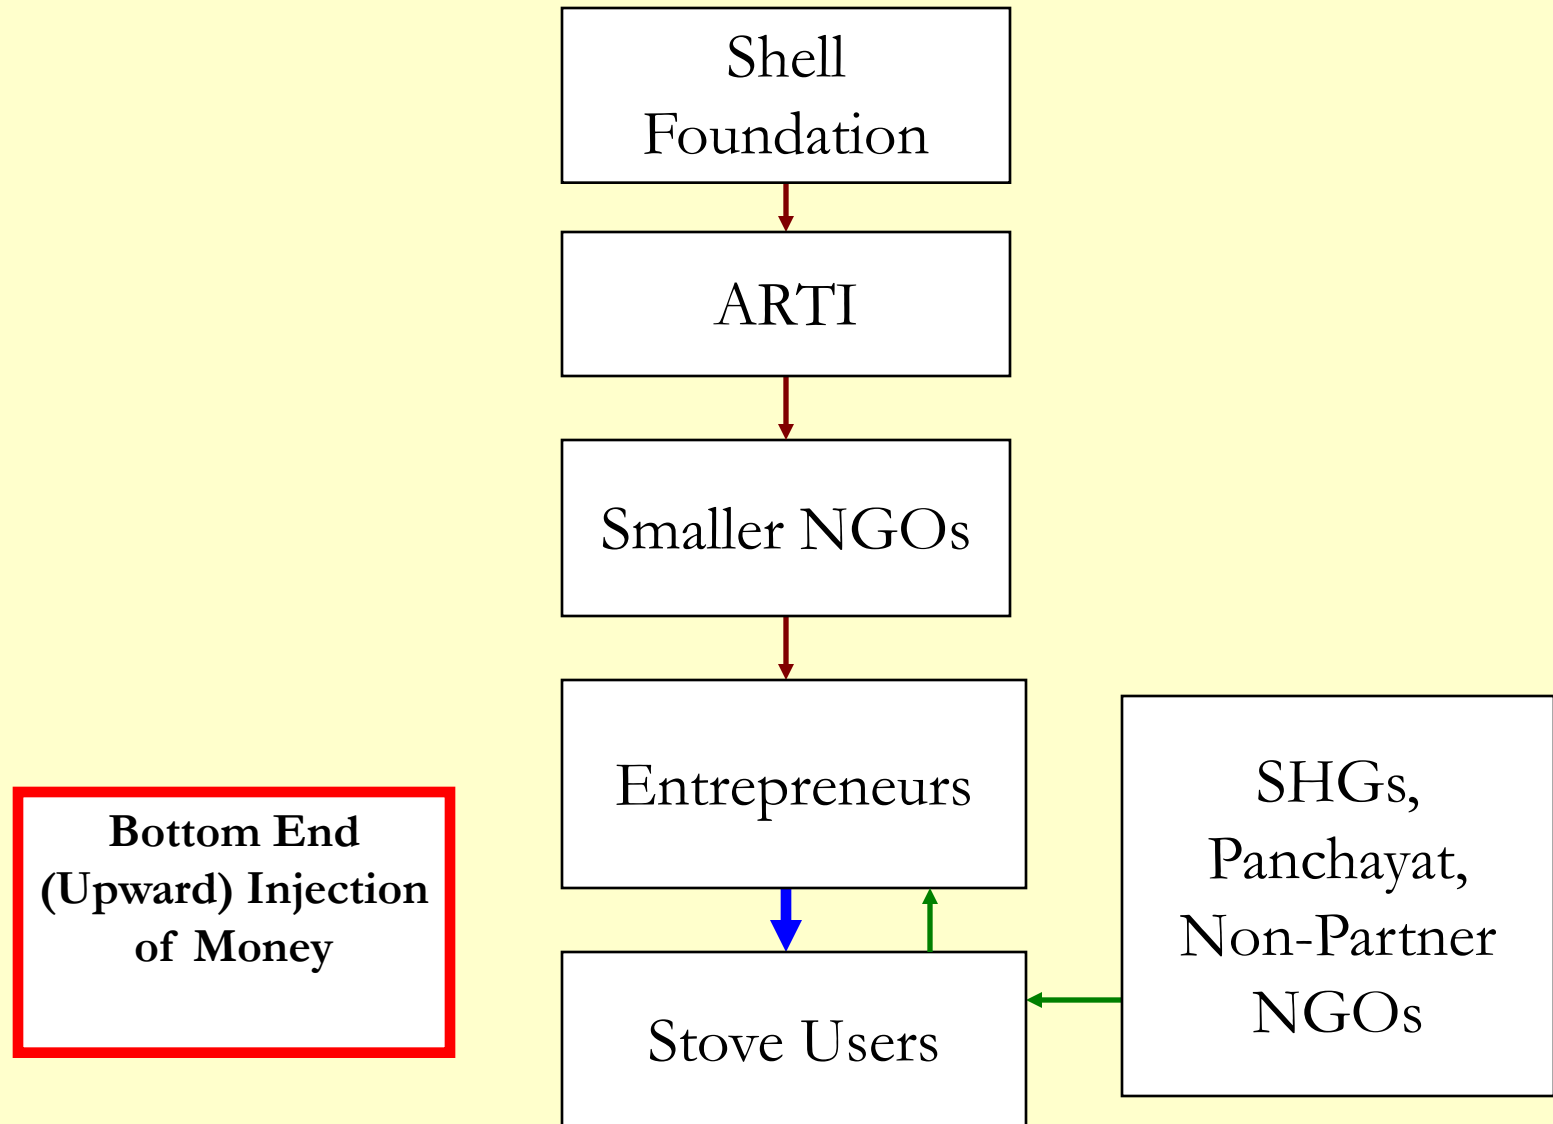 Shell
Foundation
ARTI
Smaller NGOs
Entrepreneurs
SHGs,
Panchayat,
Non-Partner
NGOs
Bottom End
(Upward) Injection
of Money
Stove Users